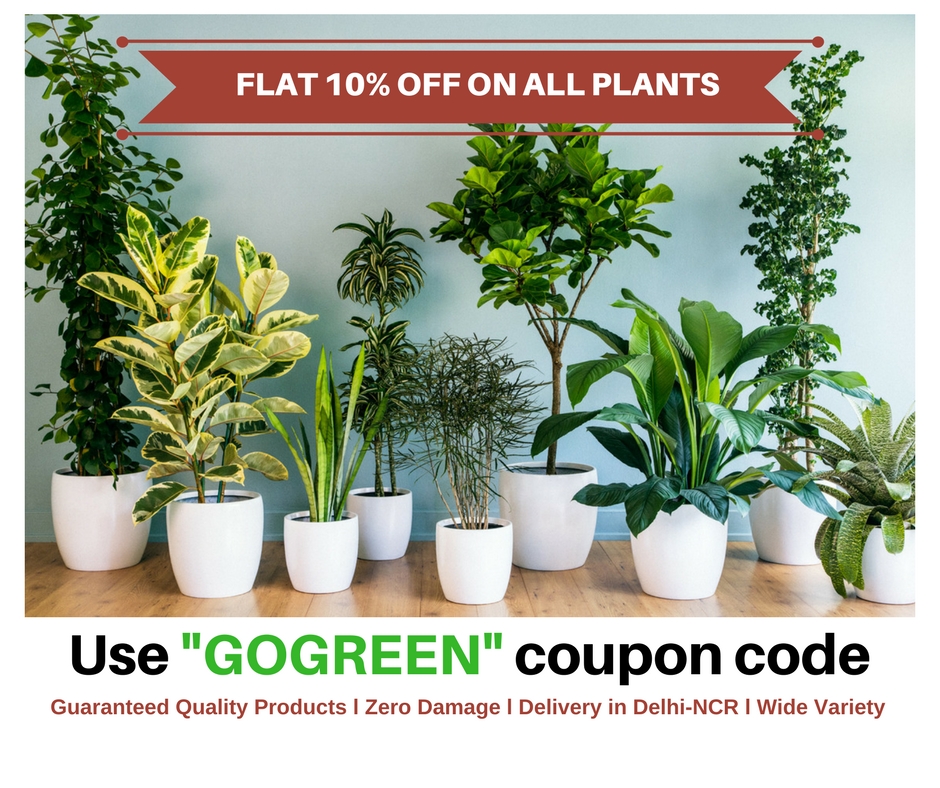 FLAT 10% OFF ON ALL PLANTS
Use "GOGREEN" coupon code
Guaranteed Quality Products l Zero Damage l Delivery in Delhi-NCR l Wide Variety